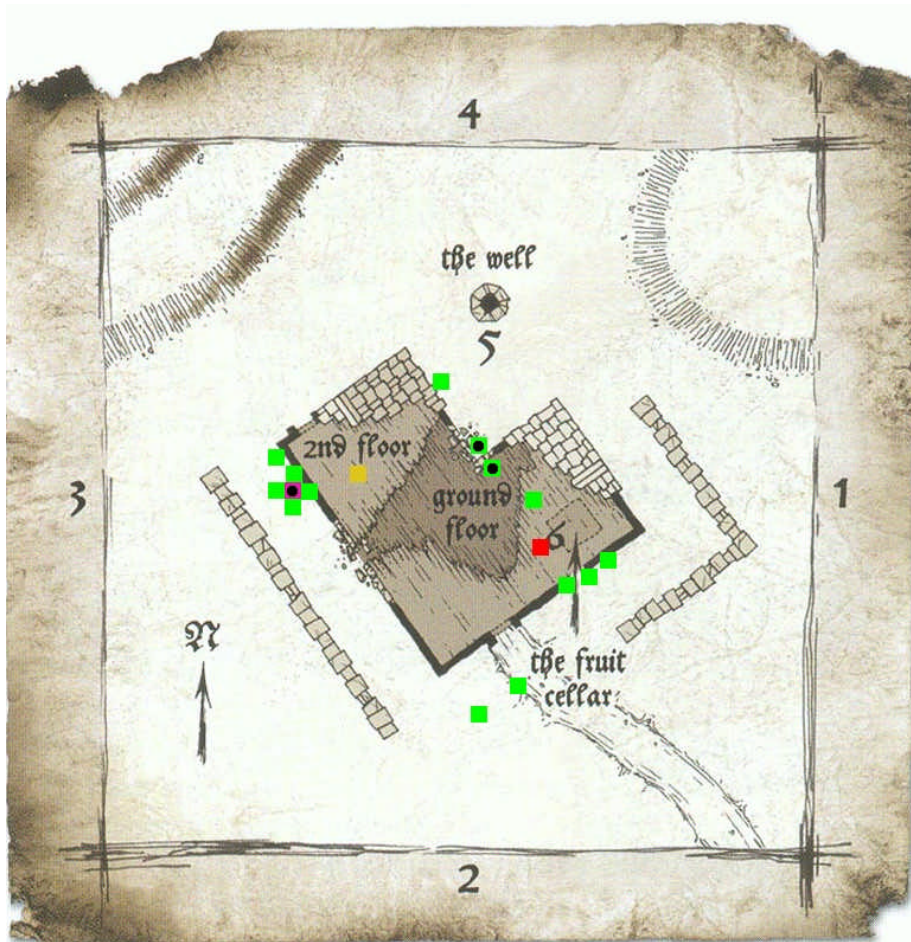 4
the well
5
2nd floor
3
ground
floor
1
6
N
the fruit
cellar
2